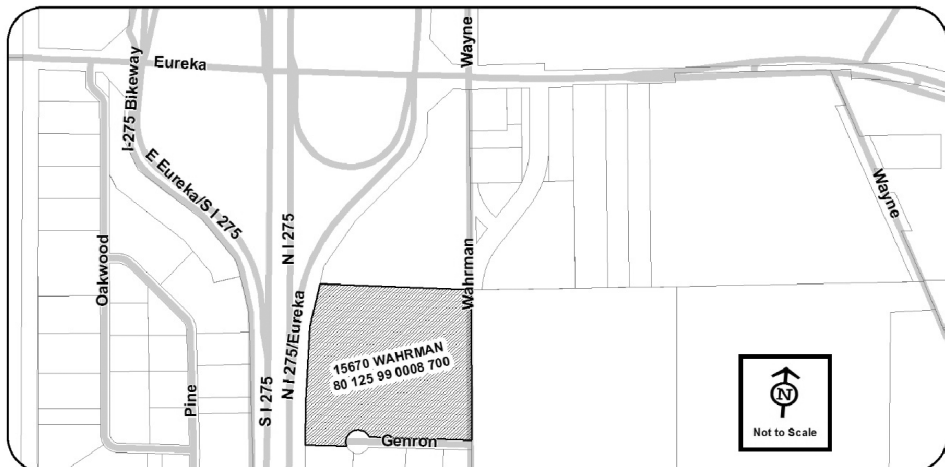 Wayne
Eureka
I-275 Bikeway
E Eureka/S I 275
N I 275
Wayne
Oakwood
Wahrman
N I 275/Eureka
15670 WAHRMAN
80 125 99 0008 700
S I 275
Pine
Genron
N
Not to Scale